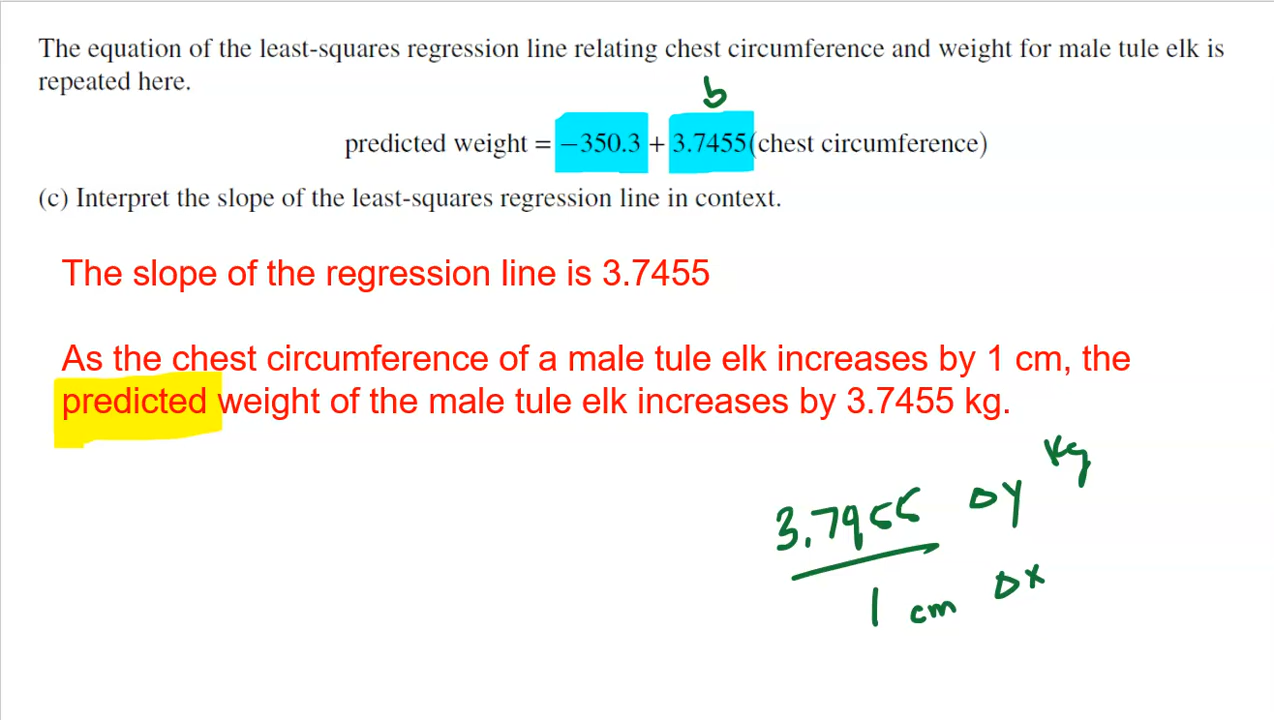 The equation of the least-squares regression line relating chest circumference and weight for male tule elk is
repeated here.
b
predicted weight = −350.3 + 3.7455(chest circumference)
(c) Interpret the slope of the least-squares regression line in context.
The slope of the regression line is 3.7455
As the chest circumference of a male tule elk increases by 1 cm, the
predicted weight of the male tule elk increases by 3.7455 kg.
3.7455 Δy kg
1 cm Δx